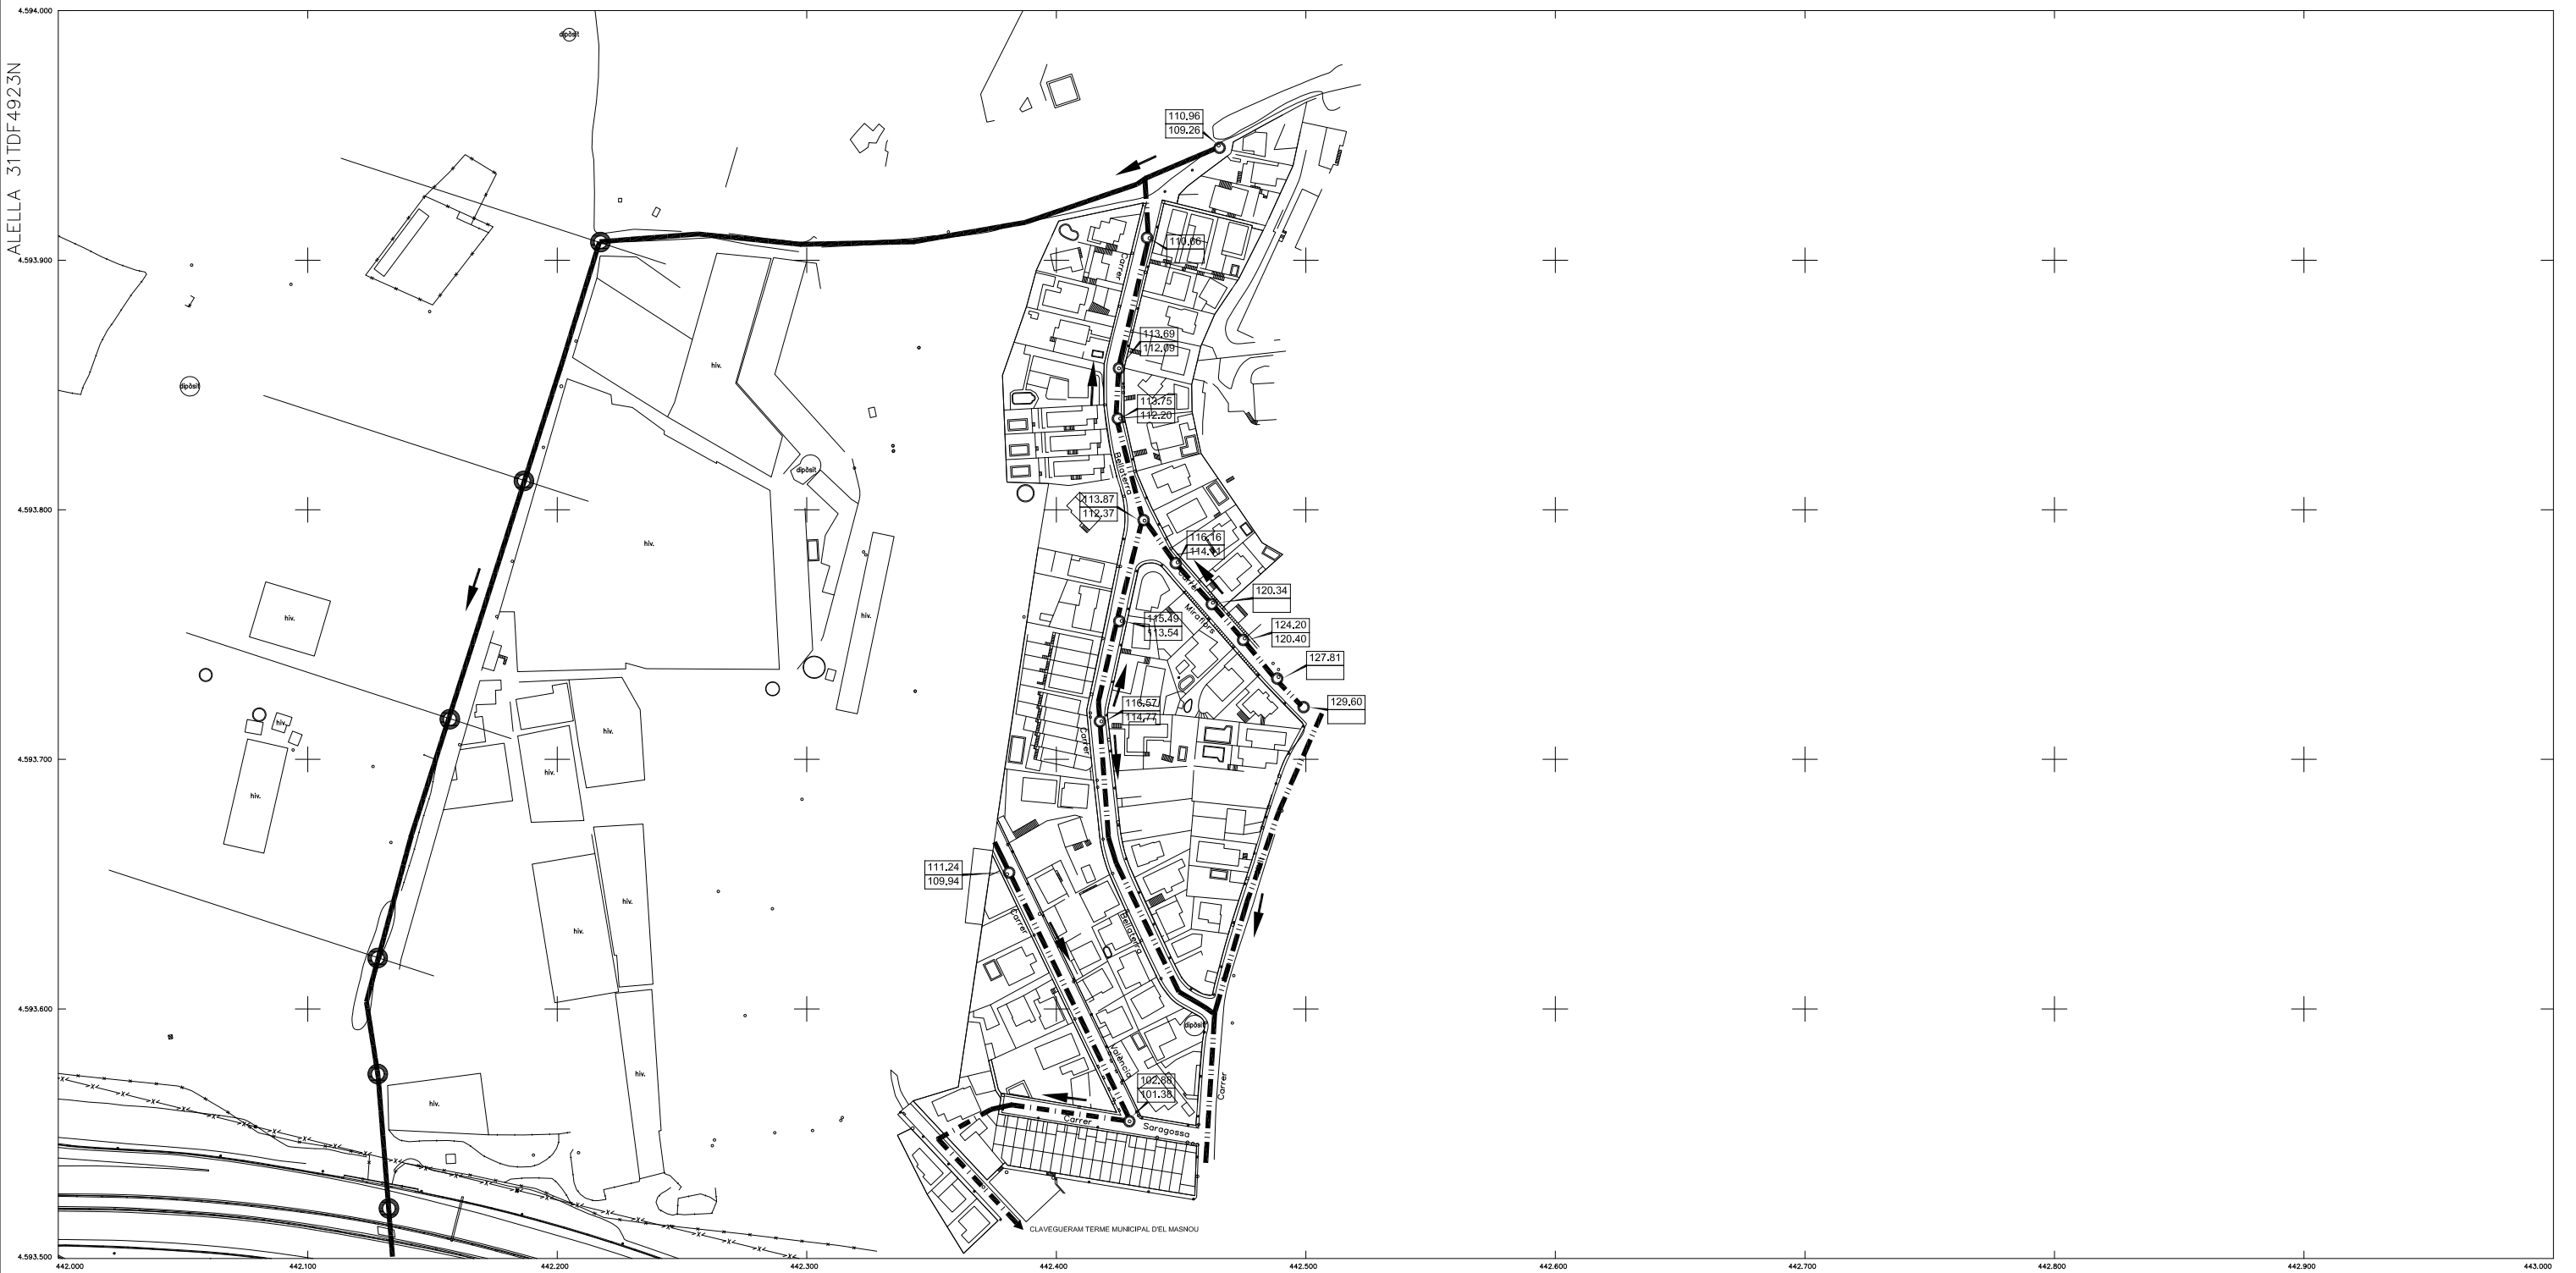 4.594.000
dipòsit
ALELLA 31TDF4923N
110.96
109.26
4.593.900
110.66
Carrer
113.69
112.09
hiv.
dipòsit
113.75
112.20
Bellaterra
dipòsit
113.87
112.37
4.593.800
116.16
hiv.
Carrer
120.34
Miraflors
hiv.
hiv.
115.49
113.54
124.20
120.40
127.81
116.57
114.77
129.60
hiv.
hiv.
Carrer
hiv.
4.593.700
hiv.
111.24
109.94
hiv.
Carrer
Bellaterra
hiv.
4.593.600
dipòsit
València
hiv.
102.88
101.38
Carrer
hiv.
Carrer
Saragossa
CLAVEGUERAM TERME MUNICIPAL D'EL MASNOU
4.593.500
442.000
442.100
442.200
442.300
442.400
442.500
442.600
442.700
442.800
442.900
443.000